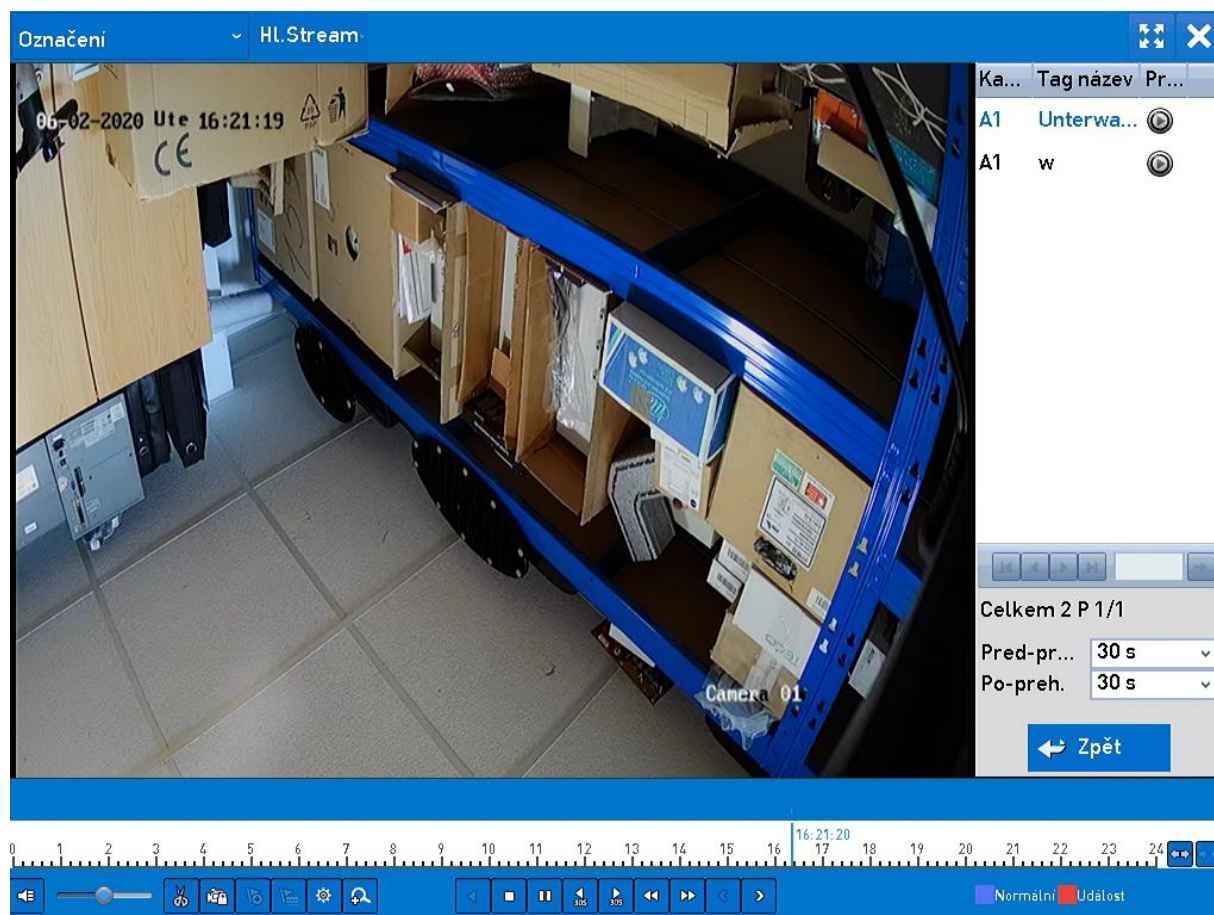 Označení
Hl.Stream
Ka... Tag název Pr...
06-02-2020 Ute 16:21:19
PAP
CE
A1 Unterwa...
A1 w
Camera 01
Celkem 2 P 1/1
Pred-pr... 30 s
Po-preh. 30 s
Zpět
16:21:20
0 1 2 3 4 5 6 7 8 9 10 11 12 13 14 15 16 17 18 19 20 21 22 23 24
30S 30S
Normální Událost